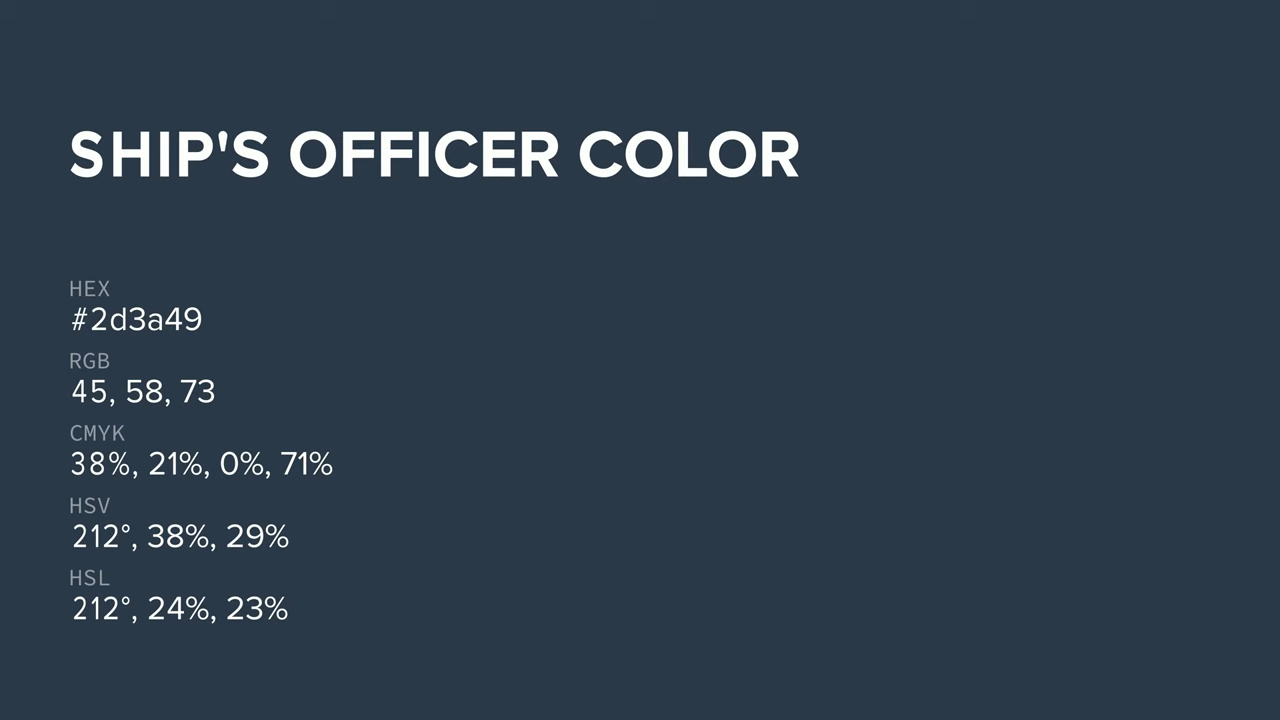 SHIP'S OFFICER COLOR
HEX
#2d3a49
RGB
45, 58, 73
CMYK
38%, 21%, 0%, 71%
HSV
212°, 38%, 29%
HSL
212°, 24%, 23%